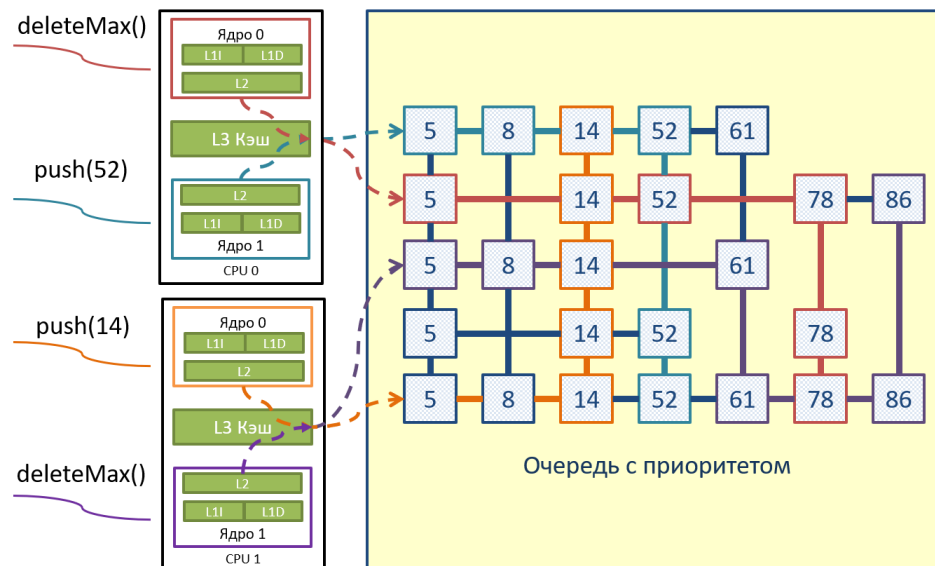 deleteMax()
push(52)
push(14)
deleteMax()
Ядро 0
L1I L1D
L2
L3 Кэш
L2
L1I L1D
Ядро 1
CPU 0
Ядро 0
L1I L1D
L2
L3 Кэш
L2
L1I L1D
Ядро 1
CPU 1
5 8 14 52 61
5 14 52 78 86
5 8 14 61
5 14 52 78
5 8 14 52 61 78 86
Очередь с приоритетом